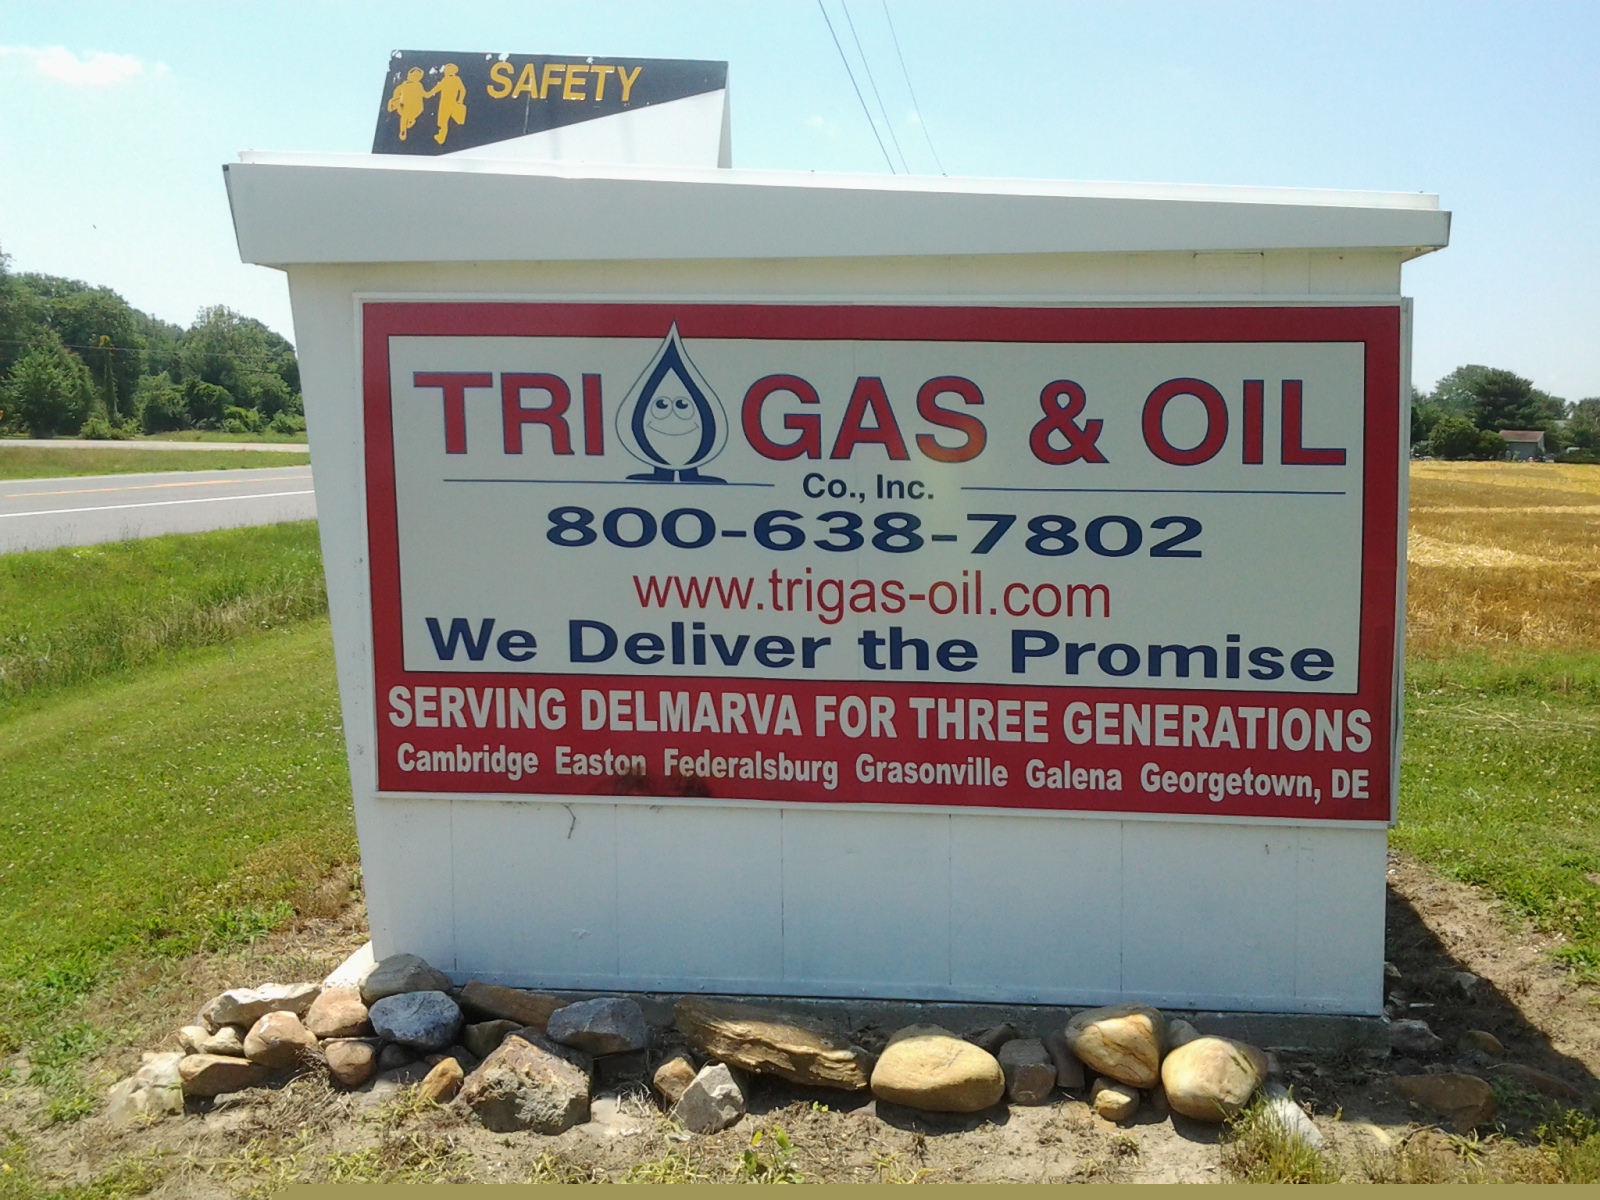 SAFETY
TRI GAS & OIL
Co., Inc.
800-638-7802
www.trigas-oil.com
We Deliver the Promise
SERVING DELMARVA FOR THREE GENERATIONS
Cambridge Easton Federalsburg Grasonville Galena Georgetown, DE